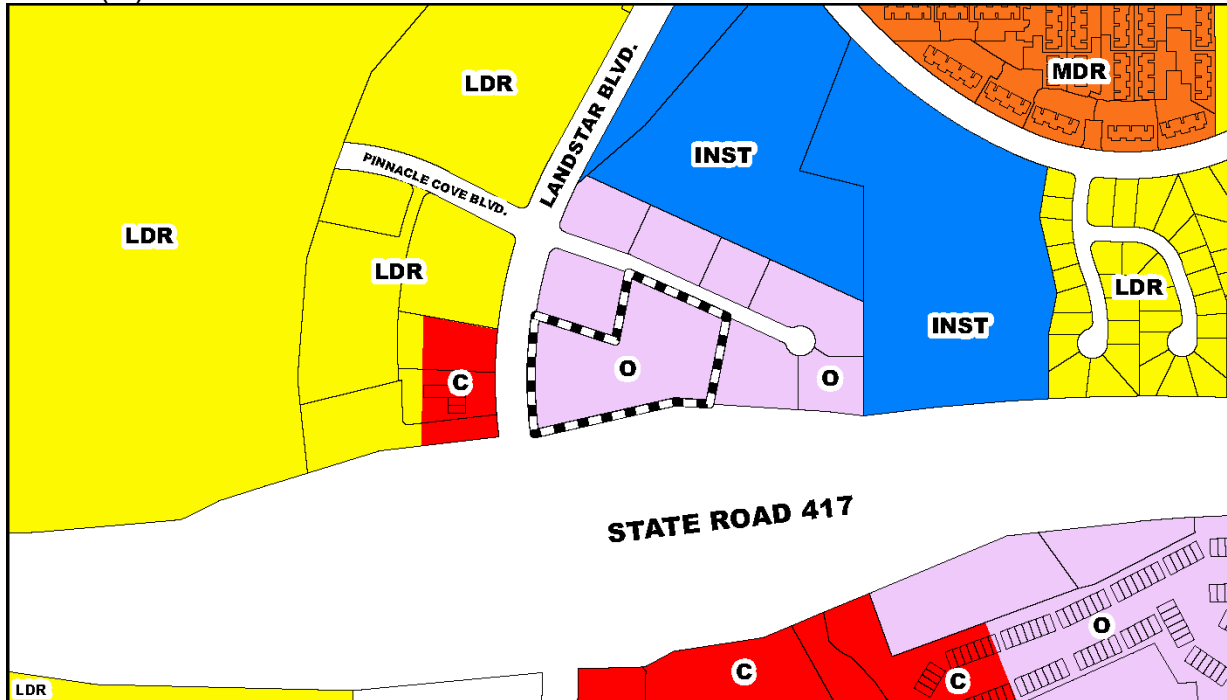 LDR
MDR
LANDSTAR BLVD.
INST
PINNACLE COVE BLVD.
LDR
LDR
LDR
INST
O
O
C
STATE ROAD 417
O
C
C
LDR